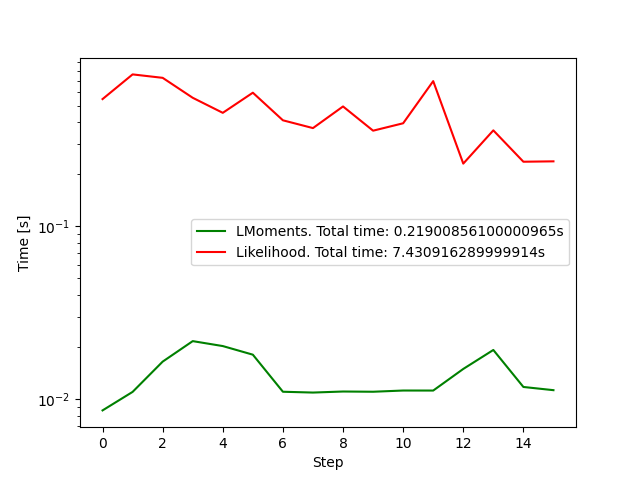 Time [s]
10⁻¹
10⁻²
LMoments. Total time: 0.21900856100000965s
Likelihood. Total time: 7.430916289999914s
0 2 4 6 8 10 12 14
Step